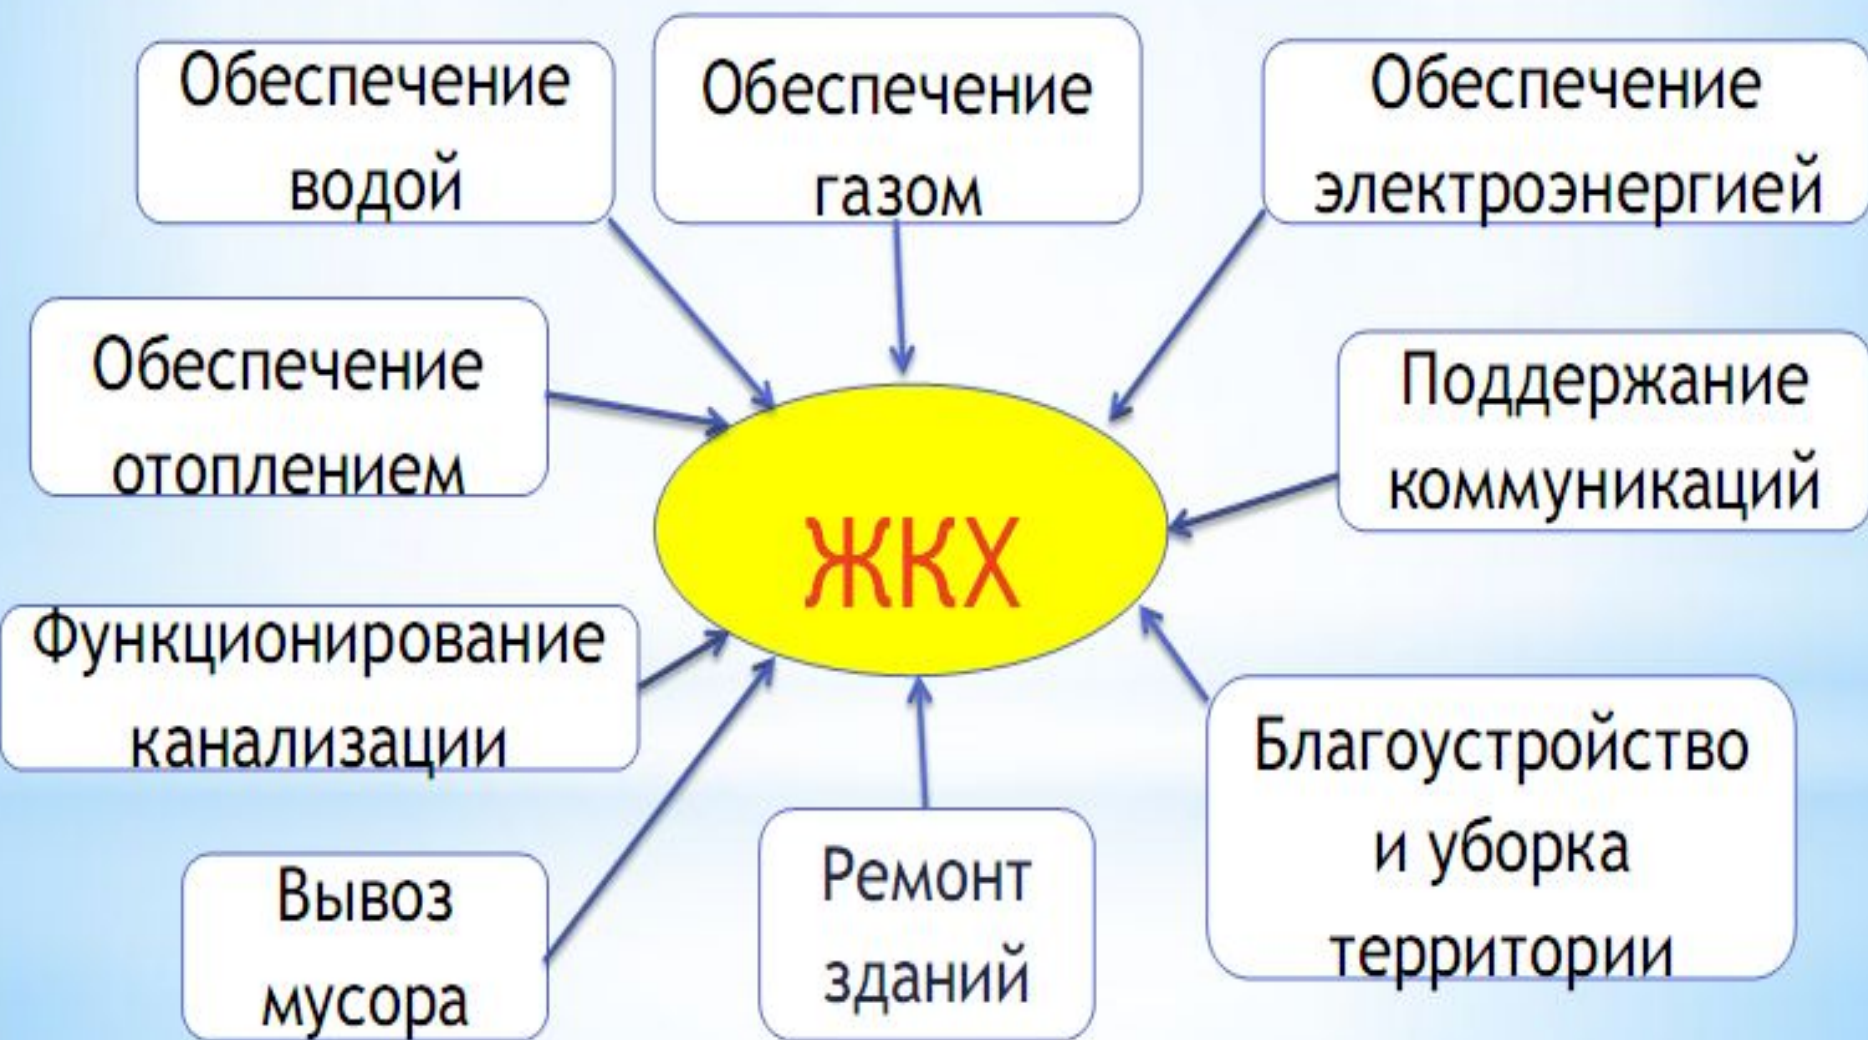 Обеспечение
водой
Обеспечение
газом
Обеспечение
электроэнергией
Обеспечение
отоплением
Поддержание
коммуникаций
ЖКХ
Функционирование
канализации
Благоустройство
и уборка
территории
Вывоз
мусора
Ремонт
зданий